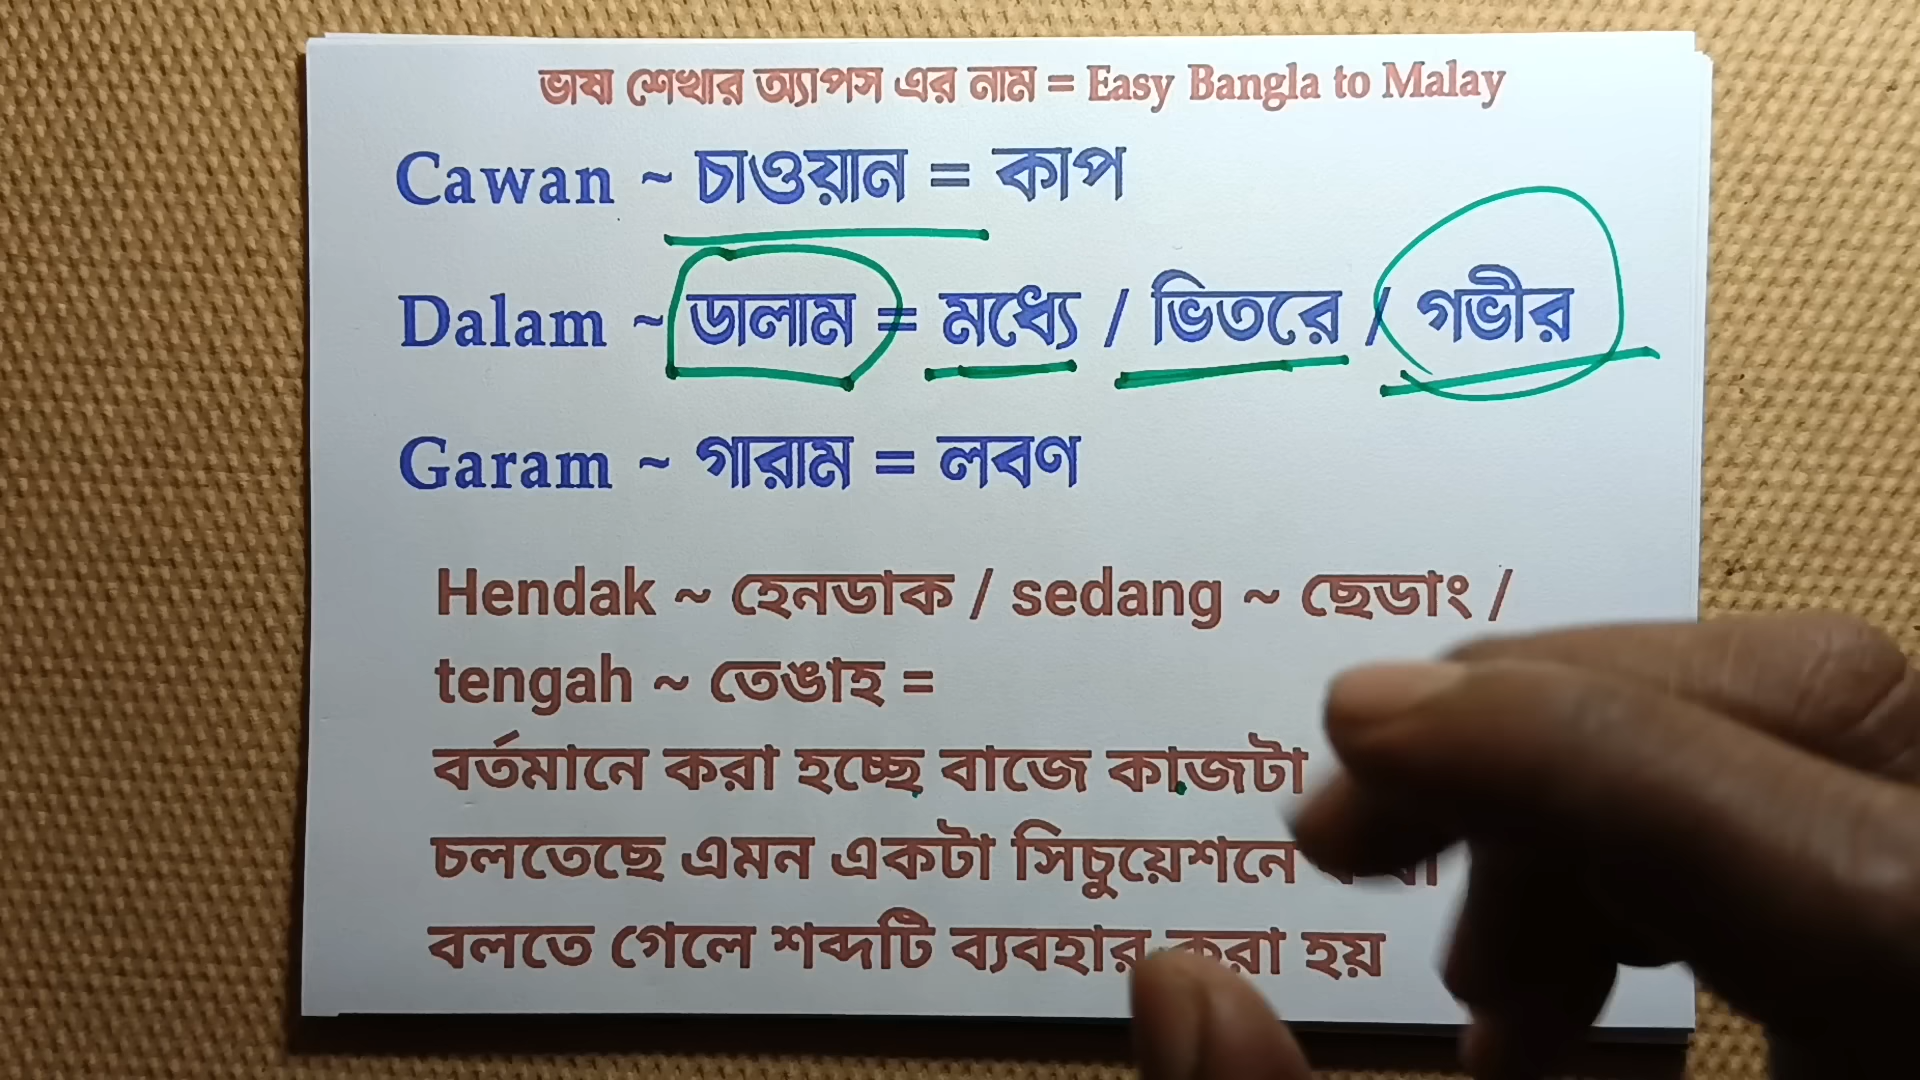 ভাষা শেখার অ্যাপস এর নাম = Easy Bangla to Malay
Cawan ~ চাওয়ান = কাপ
Dalam ~ ডালাম = মধ্যে / ভিতরে / গভীর
Garam ~ গারাম = লবণ
Hendak ~ হেনডাক / sedang ~ ছেডাং /
tengah ~ তেঙাহ =
বর্তমানে করা হচ্ছে বাজে কাজটা
চলতেছে এমন একটা সিচুয়েশনে
বলতে গেলে শব্দটি ব্যবহার করা হয়